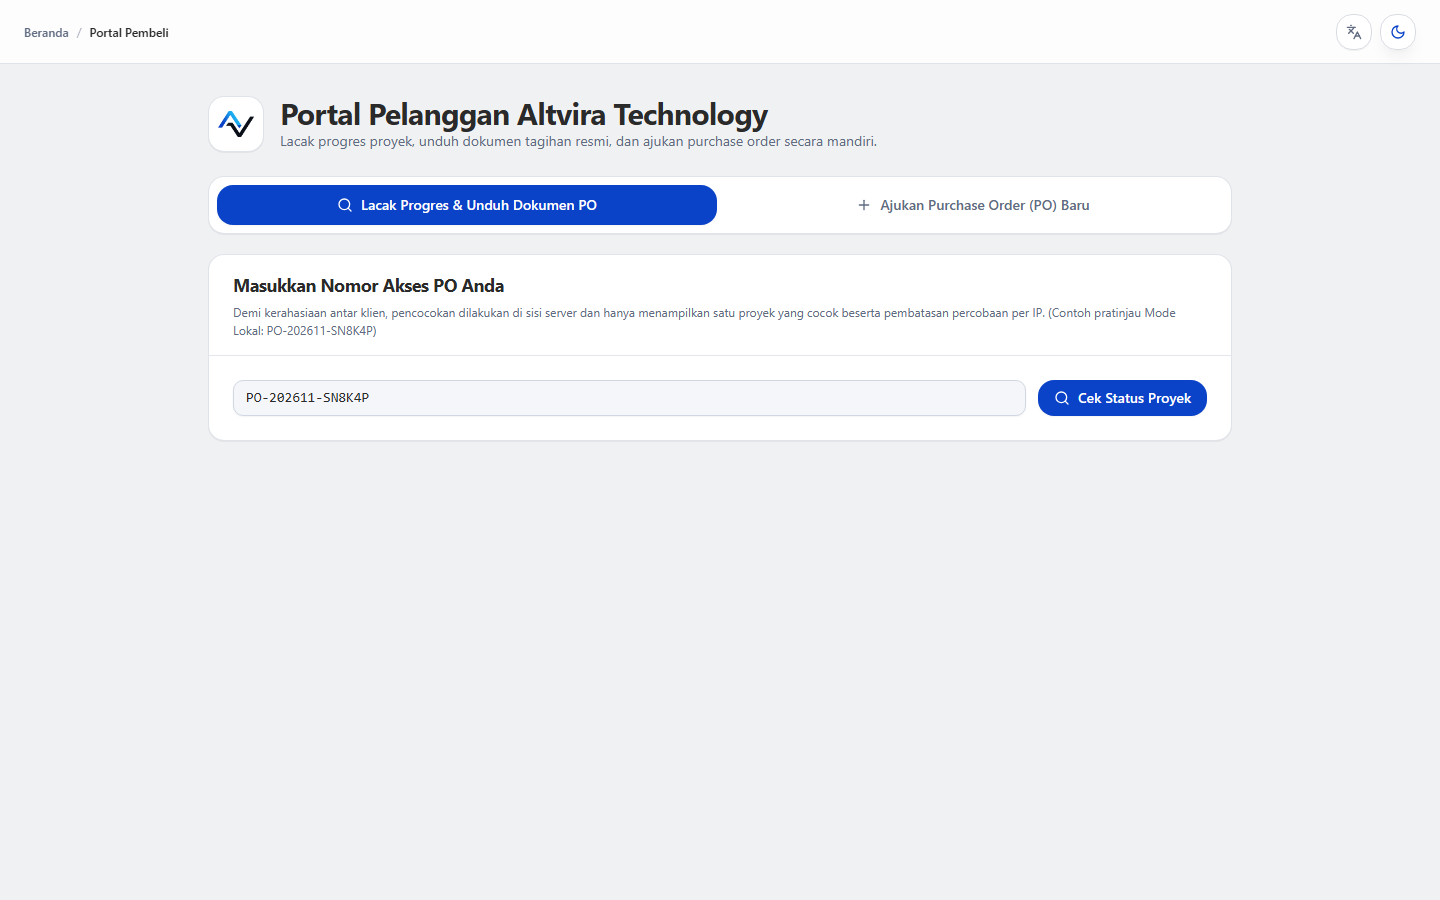 Beranda / Portal Pembeli
Portal Pelanggan Altvira Technology
Lacak progres proyek, unduh dokumen tagihan resmi, dan ajukan purchase order secara mandiri.
Lacak Progres & Unduh Dokumen PO
Ajukan Purchase Order (PO) Baru
Masukkan Nomor Akses PO Anda
Demi kerahasiaan antar klien, pencocokan dilakukan di sisi server dan hanya menampilkan satu proyek yang cocok beserta pembatasan percobaan per IP. (Contoh pratinjau Mode
Lokal: PO-202611-SN8K4P)
PO-202611-SN8K4P
Cek Status Proyek